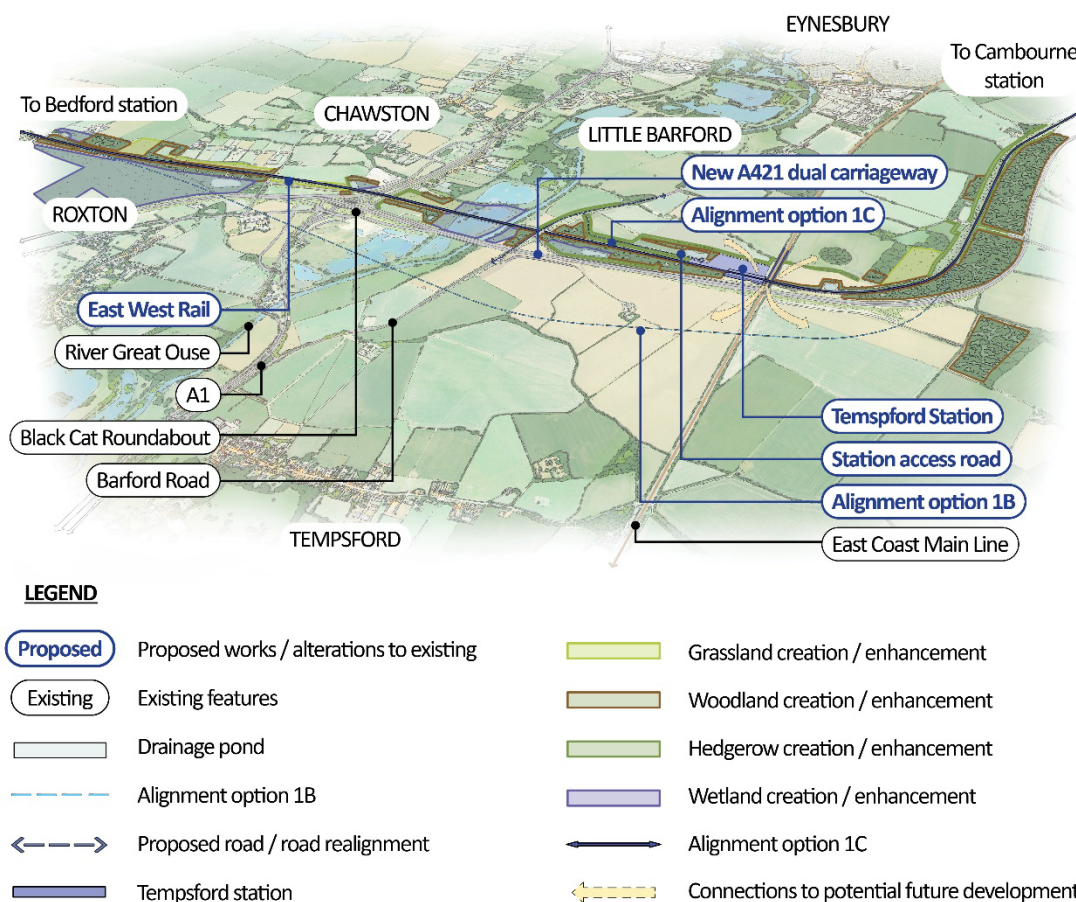 EYNESBURY
To Cambourne
station
To Bedford station
CHAWSTON
LITTLE BARFORD
New A421 dual carriageway
ROXTON
Alignment option 1C
East West Rail
River Great Ouse
A1
Black Cat Roundabout
Barford Road
TEMPSFORD
Temspford Station
Station access road
Alignment option 1B
East Coast Main Line
LEGEND
Proposed Proposed works / alterations to existing
Existing Existing features
Drainage pond
Alignment option 1B
Proposed road / road realignment
Tempsford station
Grassland creation / enhancement
Woodland creation / enhancement
Hedgerow creation / enhancement
Wetland creation / enhancement
Alignment option 1C
Connections to potential future development